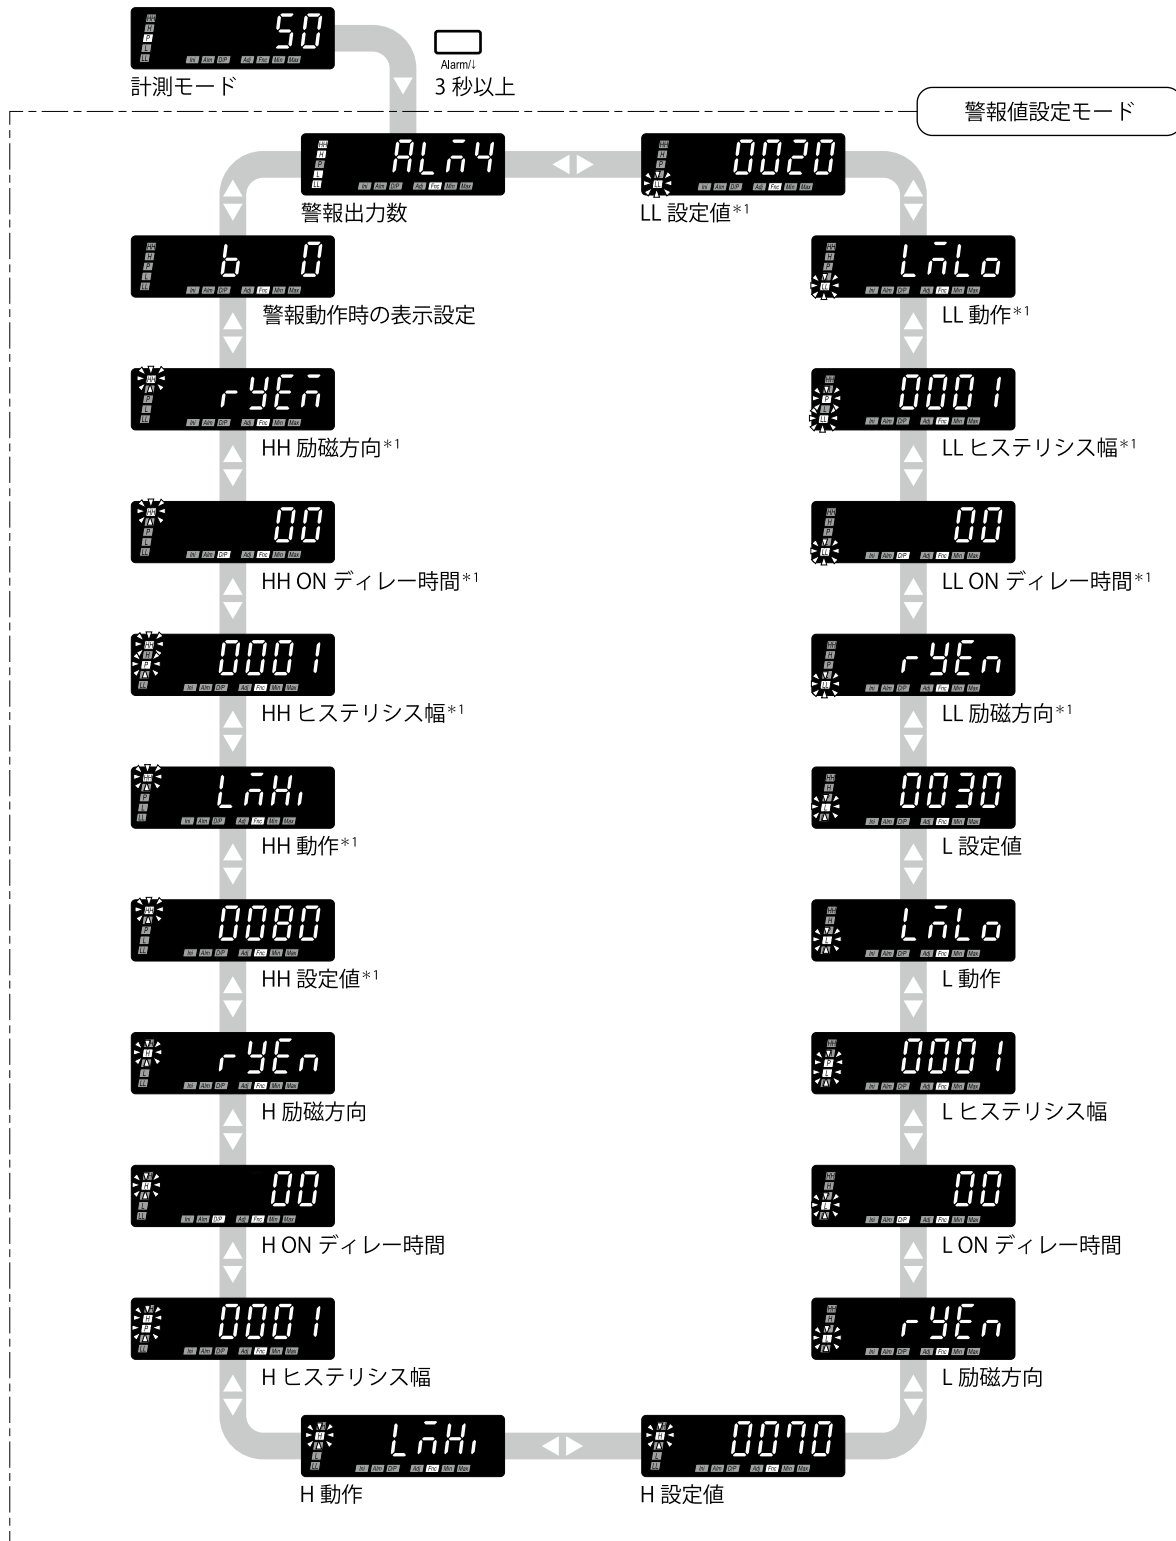 50
計測モード
Alarm/↓
3 秒以上
警報値設定モード
ALM4
警報出力数
0020
LL 設定値*1
LMLo
LL 動作*1
0001
LL ヒステリシス幅*1
00
LL ON ディレー時間*1
rYEn
LL 励磁方向*1
0030
L 設定値
LMLo
L 動作
0001
L ヒステリシス幅
00
L ON ディレー時間
rYEn
L 励磁方向
0070
H 設定値
LMHi
H 動作
0001
H ヒステリシス幅
00
H ON ディレー時間
rYEn
H 励磁方向
0080
HH 設定値*1
LMHi
HH 動作*1
0001
HH ヒステリシス幅*1
00
HH ON ディレー時間*1
rYEM
HH 励磁方向*1
b 0
警報動作時の表示設定